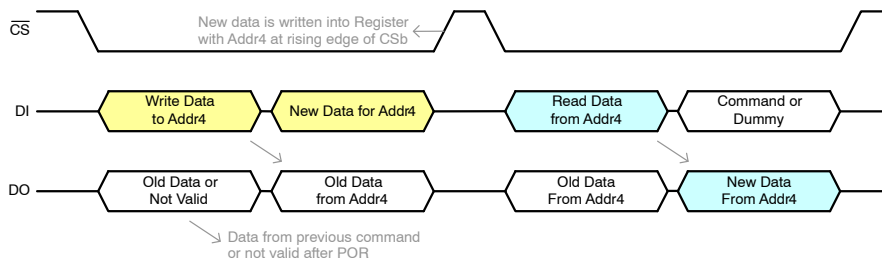 CS
New data is written into Register
with Addr4 at rising edge of CSb
DI
Write Data
to Addr4
New Data for Addr4
Read Data
from Addr4
Command or
Dummy
DO
Old Data or
Not Valid
Old Data
from Addr4
Old Data
From Addr4
New Data
From Addr4
Data from previous command
or not valid after POR